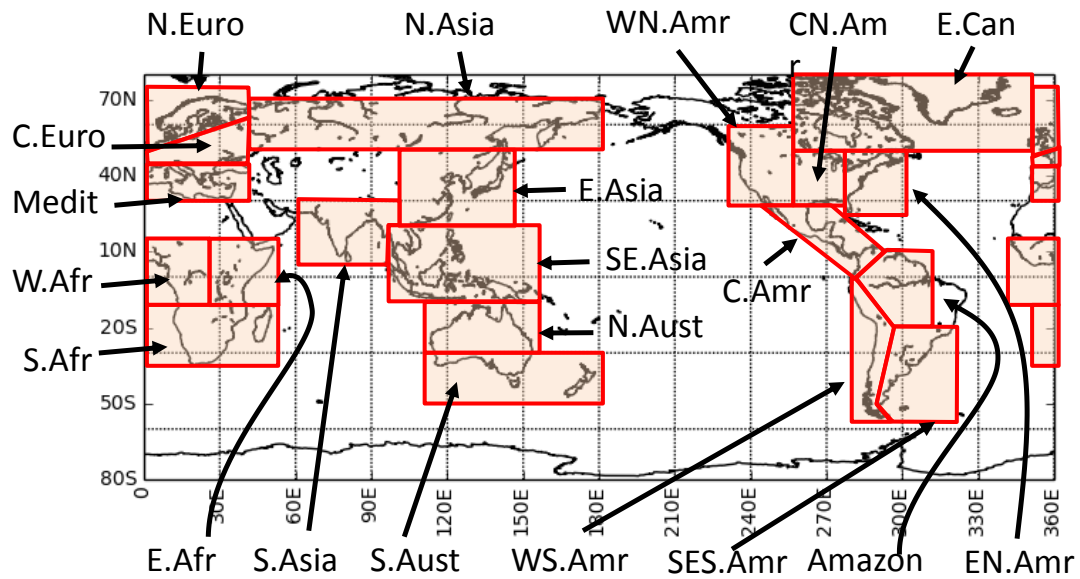 N.Euro N.Asia WN.Amr CN.Am E.Can
r
70N
C.Euro
40N
Medit E.Asia
10N
W.Afr SE.Asia
C.Amr
20S N.Aust
S.Afr
50S
80S
0 30E 60E 90E 120E 150E 180E 210E 240E 270E 300E 330E 360E
E.Afr S.Asia S.Aust WS.Amr SES.Amr Amazon EN.Amr